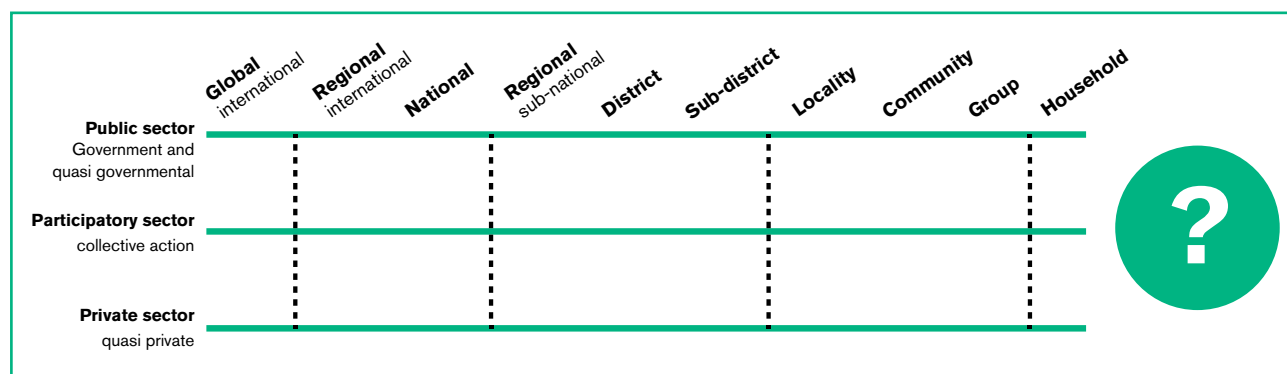 Global
international
Regional
international
National
Regional
sub-national
District
Sub-district
Locality
Community
Group
Household
Public sector
Government and
quasi governmental
Participatory sector
collective action
Private sector
quasi private
?